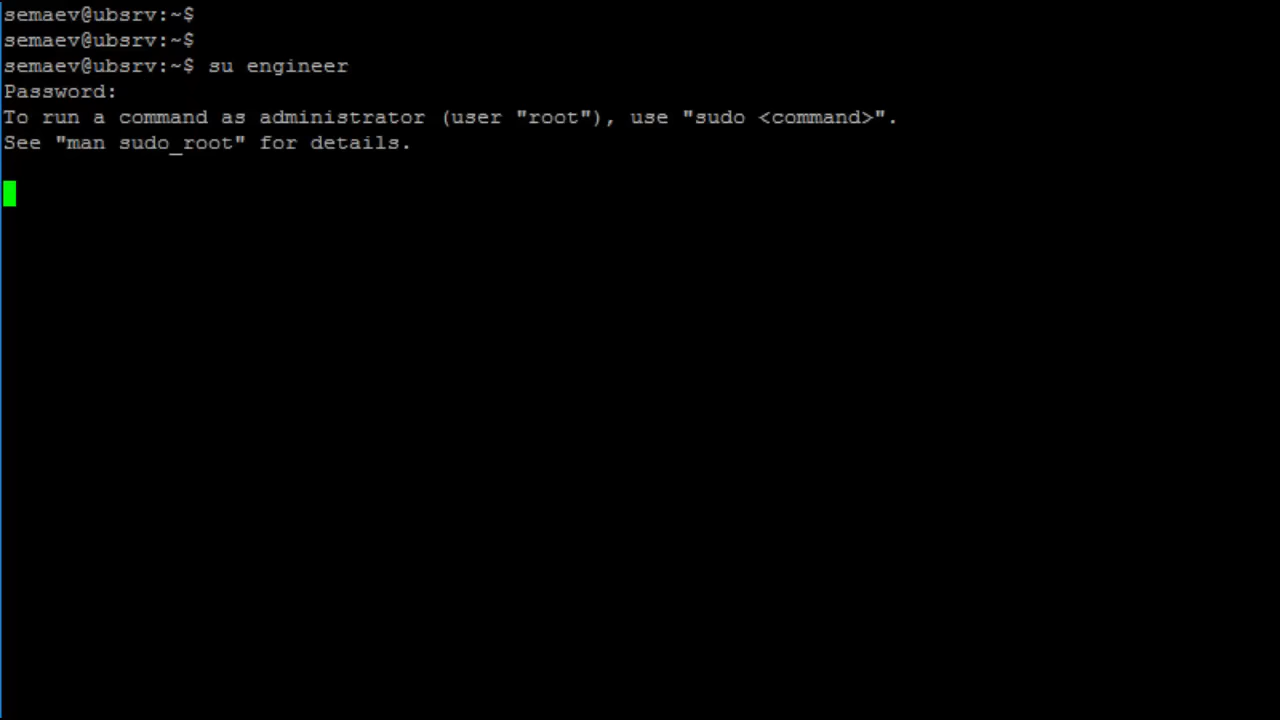 semaev@ubsrv:~$
semaev@ubsrv:~$
semaev@ubsrv:~$ su engineer
Password:
To run a command as administrator (user "root"), use "sudo <command>".
See "man sudo_root" for details.